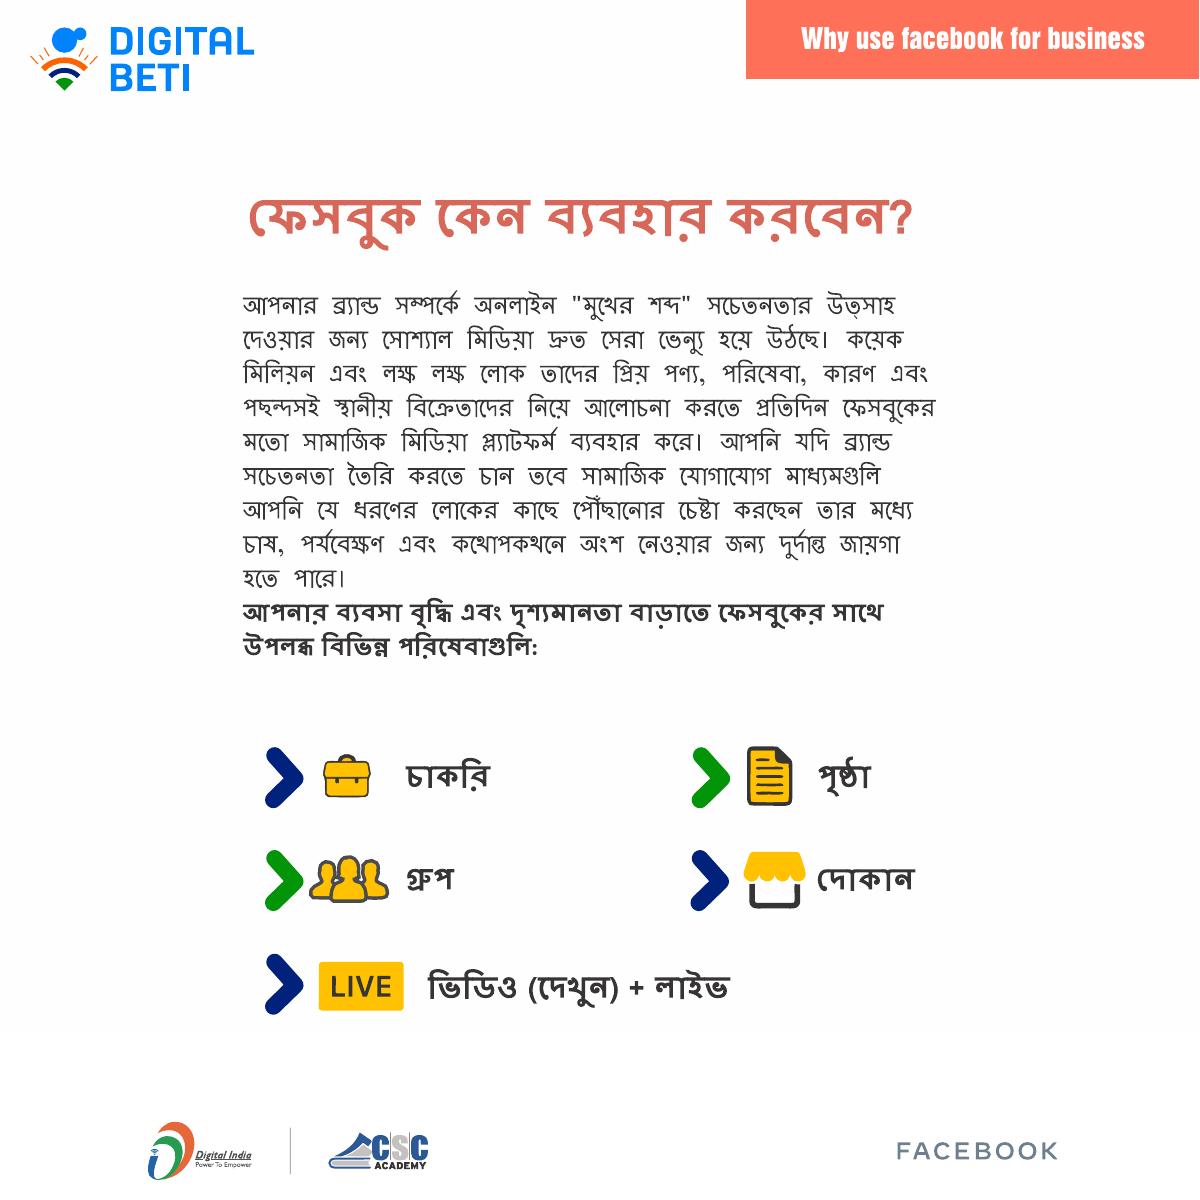 DIGITAL
BETI
Why use facebook for business
ফেসবুক কেন ব্যবহার করবেন?
আপনার ব্র্যান্ড সম্পর্কে অনলাইন "মুখের শব্দ" সচেতনতার উত্সাহ
দেওয়ার জন্য সোশ্যাল মিডিয়া দ্রুত সেরা ভেন্যু হয়ে উঠছে। কয়েক
মিলিয়ন এবং লক্ষ লক্ষ লোক তাদের প্রিয় পণ্য, পরিষেবা, কারণ এবং
পছন্দসই স্থানীয় বিক্রেতাদের নিয়ে আলোচনা করতে প্রতিদিন ফেসবুকের
মতো সামাজিক মিডিয়া প্ল্যাটফর্ম ব্যবহার করে। আপনি যদি ব্র্যান্ড
সচেতনতা তৈরি করতে চান তবে সামাজিক যোগাযোগ মাধ্যমগুলি
আপনি যে ধরণের লোকের কাছে পৌঁছানোর চেষ্টা করছেন তার মধ্যে
চাষ, পর্যবেক্ষণ এবং কথোপকথনে অংশ নেওয়ার জন্য দুর্দান্ত জায়গা
হতে পারে।
আপনার ব্যবসা বৃদ্ধি এবং দৃশ্যমানতা বাড়াতে ফেসবুকের সাথে
উপলব্ধ বিভিন্ন পরিষেবাগুলি:
চাকরি
পৃষ্ঠা
গ্রুপ
দোকান
LIVE ভিডিও (দেখুন) + লাইভ
Digital India
Power To Empower
CSC
ACADEMY
FACEBOOK